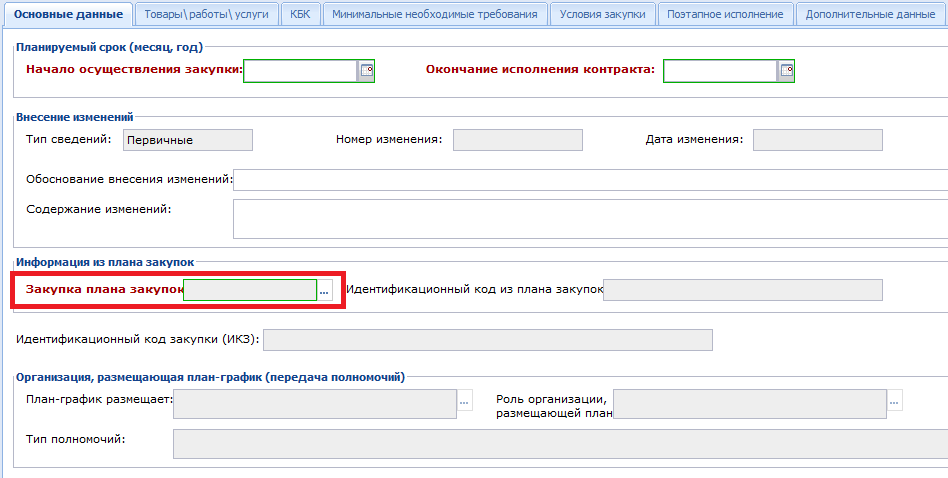 Основные данные Товары\работы\услуги КБК Минимальные необходимые требования Условия закупки Поэтапное исполнение Дополнительные данные
Планируемый срок (месяц, год)
Начало осуществления закупки: Окончание исполнения контракта:
Внесение изменений
Тип сведений: Первичные Номер изменения: Дата изменения:
Обоснование внесения изменений:
Содержание изменений:
Информация из плана закупок
Закупка плана закупок ... Идентификационный код из плана закупок
Идентификационный код закупки (ИКЗ):
Организация, размещающая план-график (передача полномочий)
План-график размещает: ... Роль организации, ...
размещающей план
Тип полномочий: